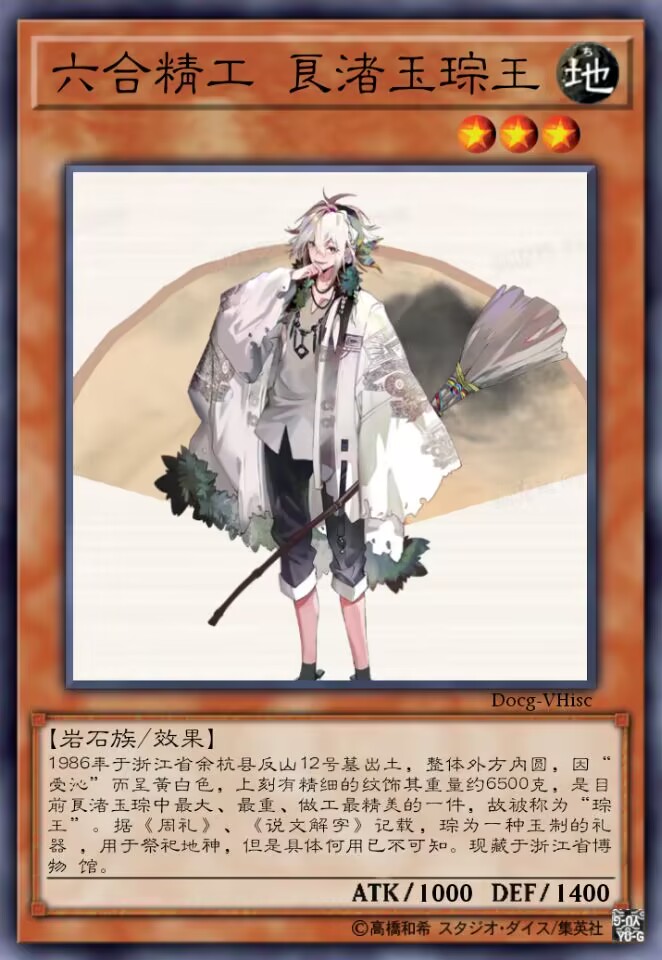 六合精工 良渚玉琮王
ち
地
Docg-VHisc
【岩石族/效果】
1986年于浙江省余杭县反山12号墓出土，整体外方内圆，因“
受沁”而呈黄白色，上刻有精细的纹饰其重量约6500克，是目
前良渚玉琮中最大、最重、做工最精美的一件，故被称为“琮
王”。据《周礼》、《说文解字》记载，琮为一种玉制的礼
器，用于祭祀地神，但是具体何用已不可知。现藏于浙江省博
物 馆。
ATK/1000 DEF/1400
©高橋和希 スタジオ・ダイス/集英社